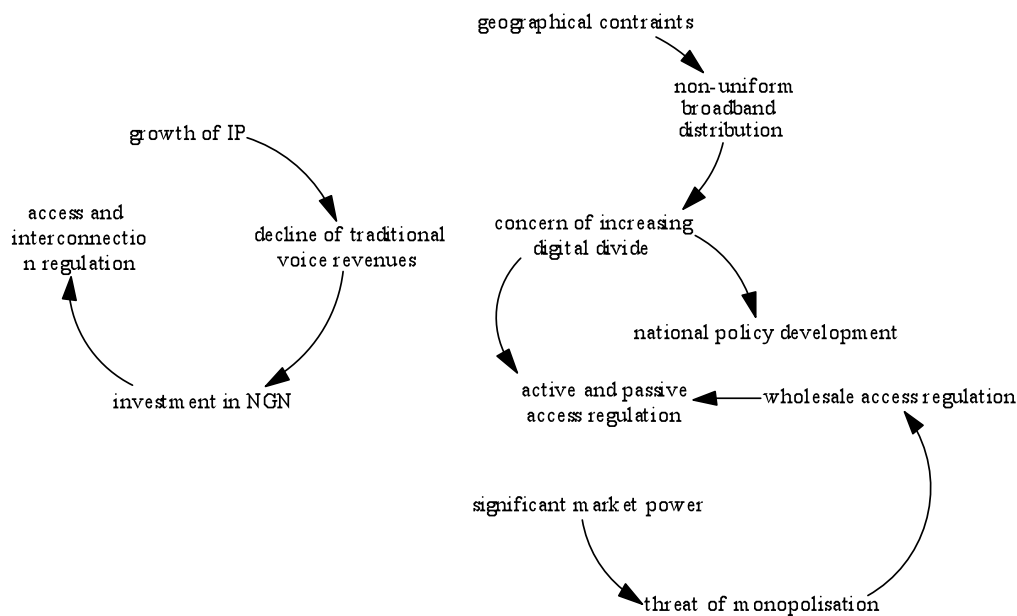 geographical contraints
non-uniform
broadband
distribution
growth of IP
access and
interconnectio
n regulation
decline of traditional
voice revenues
concern of increasing
digital divide
national policy development
investment in NGN
active and passive
access regulation
wholesale access regulation
significant market power
threat of monopolisation